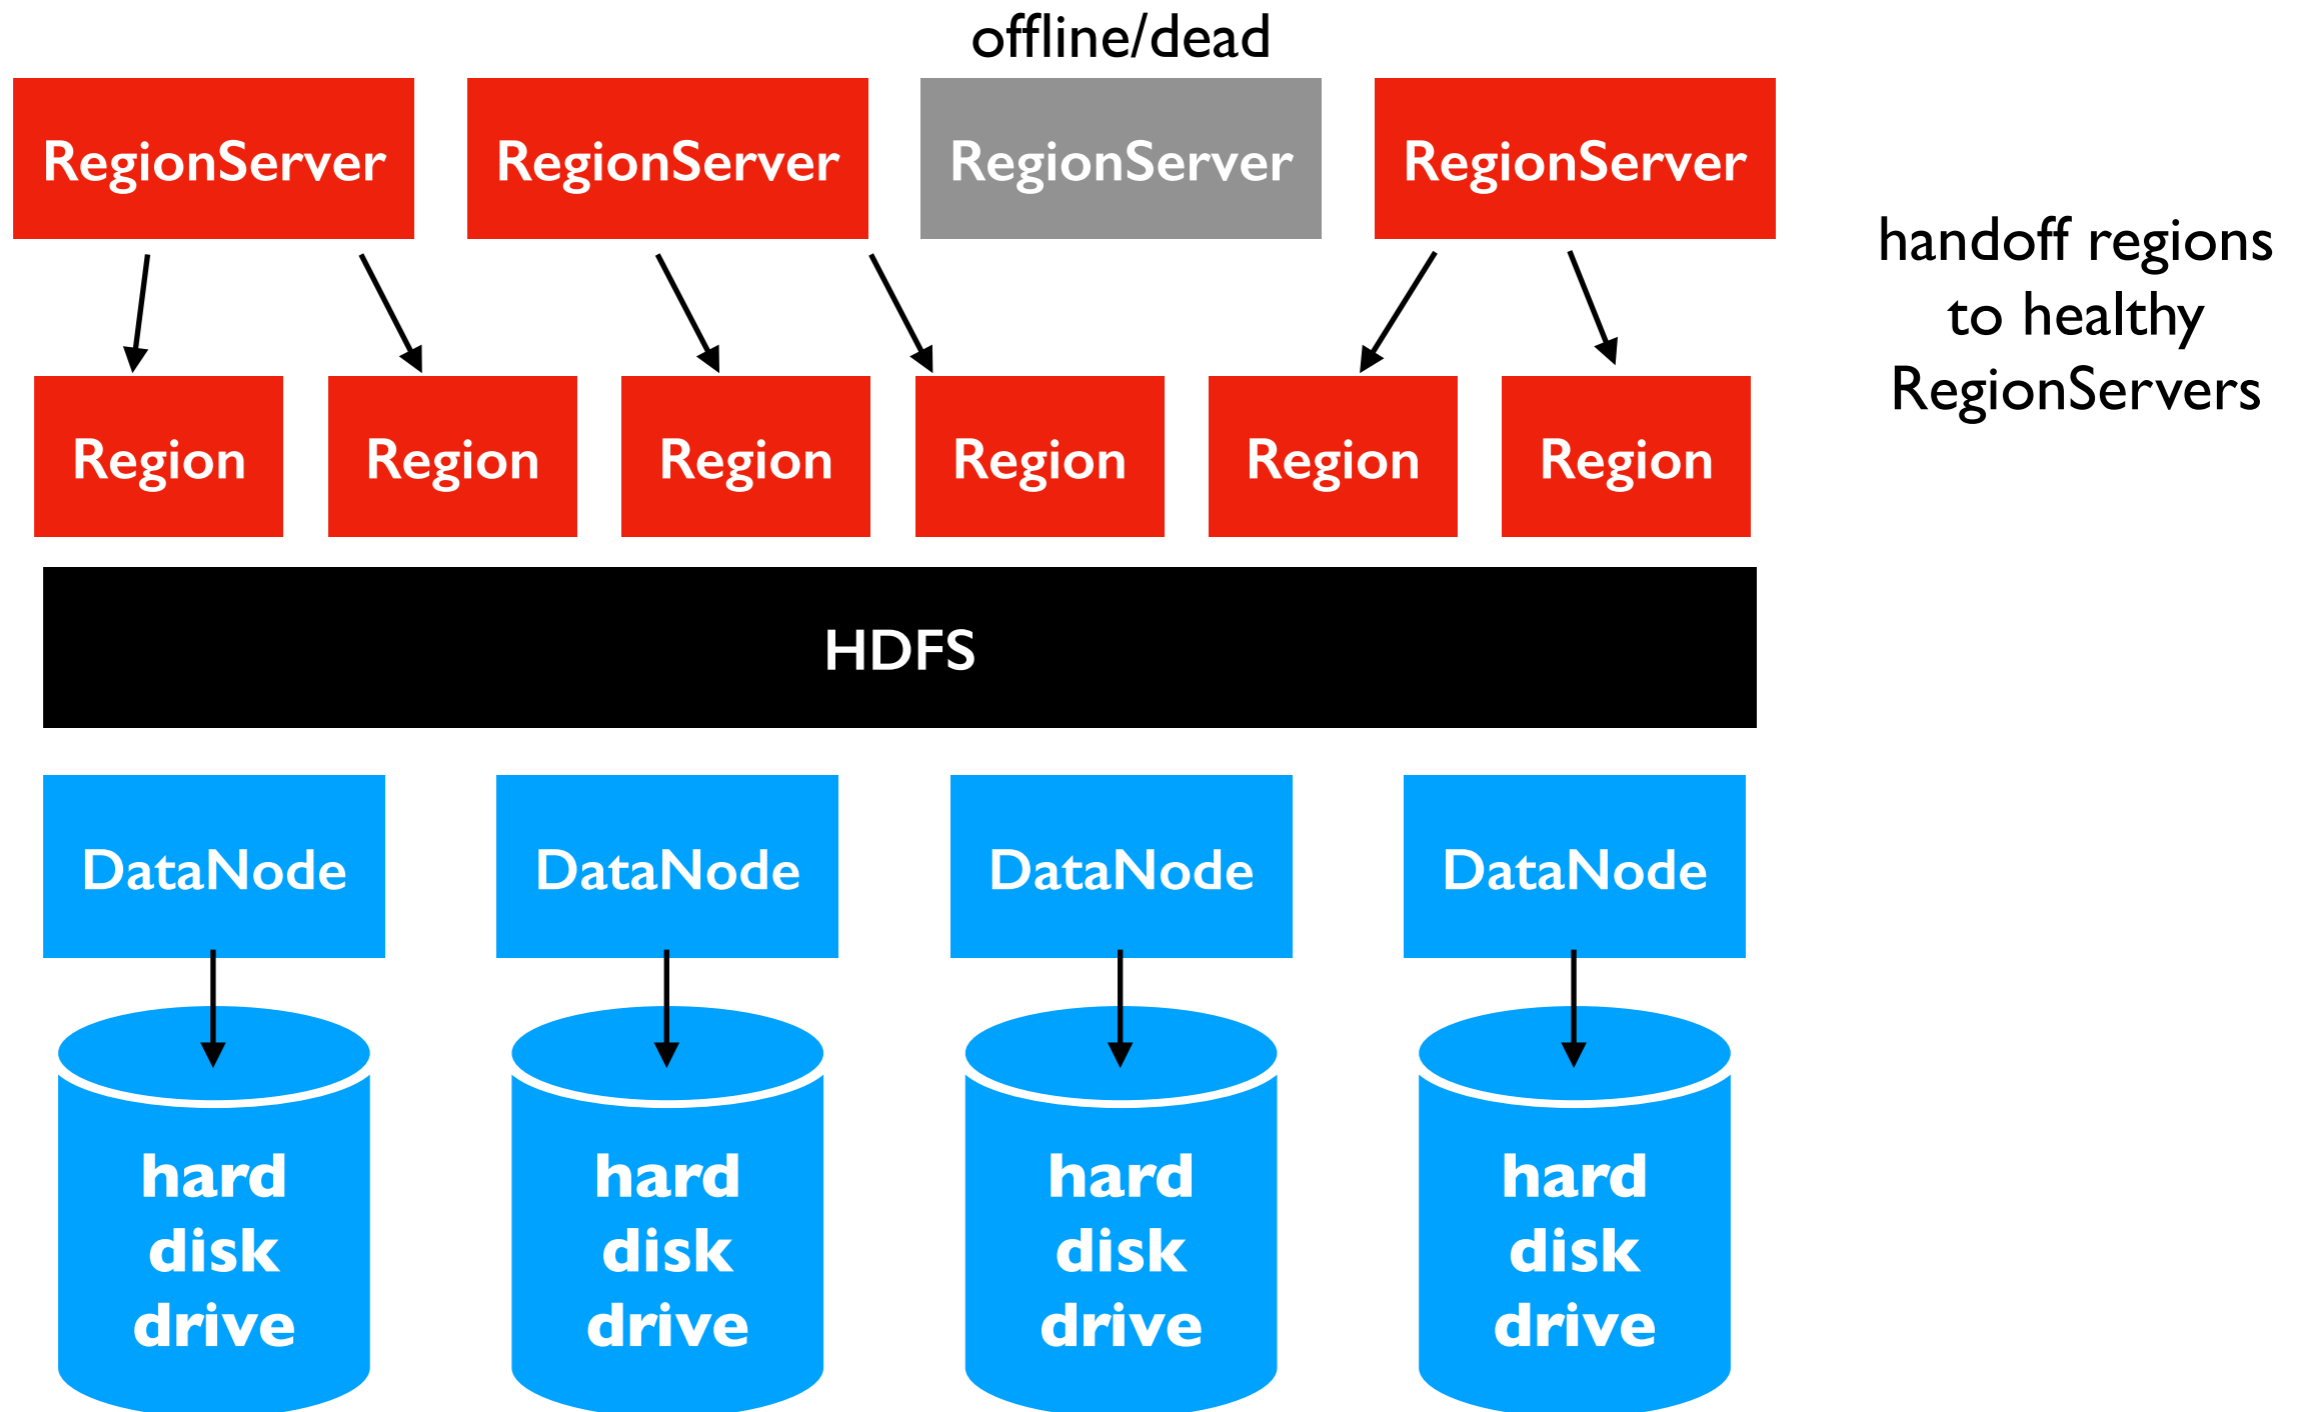 offline/dead
RegionServer
RegionServer
RegionServer
RegionServer
handoff regions
to healthy
RegionServers
Region
Region
Region
Region
Region
Region
HDFS
DataNode
DataNode
DataNode
DataNode
hard
disk
drive
hard
disk
drive
hard
disk
drive
hard
disk
drive